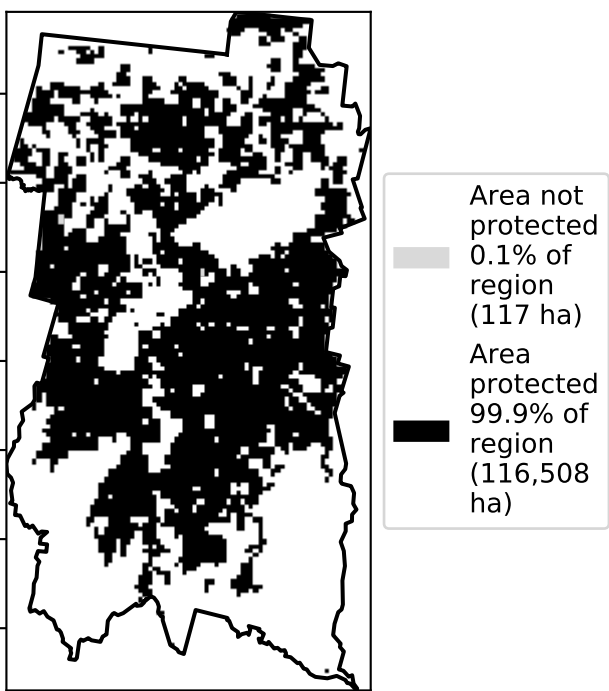 Area not
protected
0.1% of
region
(117 ha)
Area
protected
99.9% of
region
(116,508
ha)